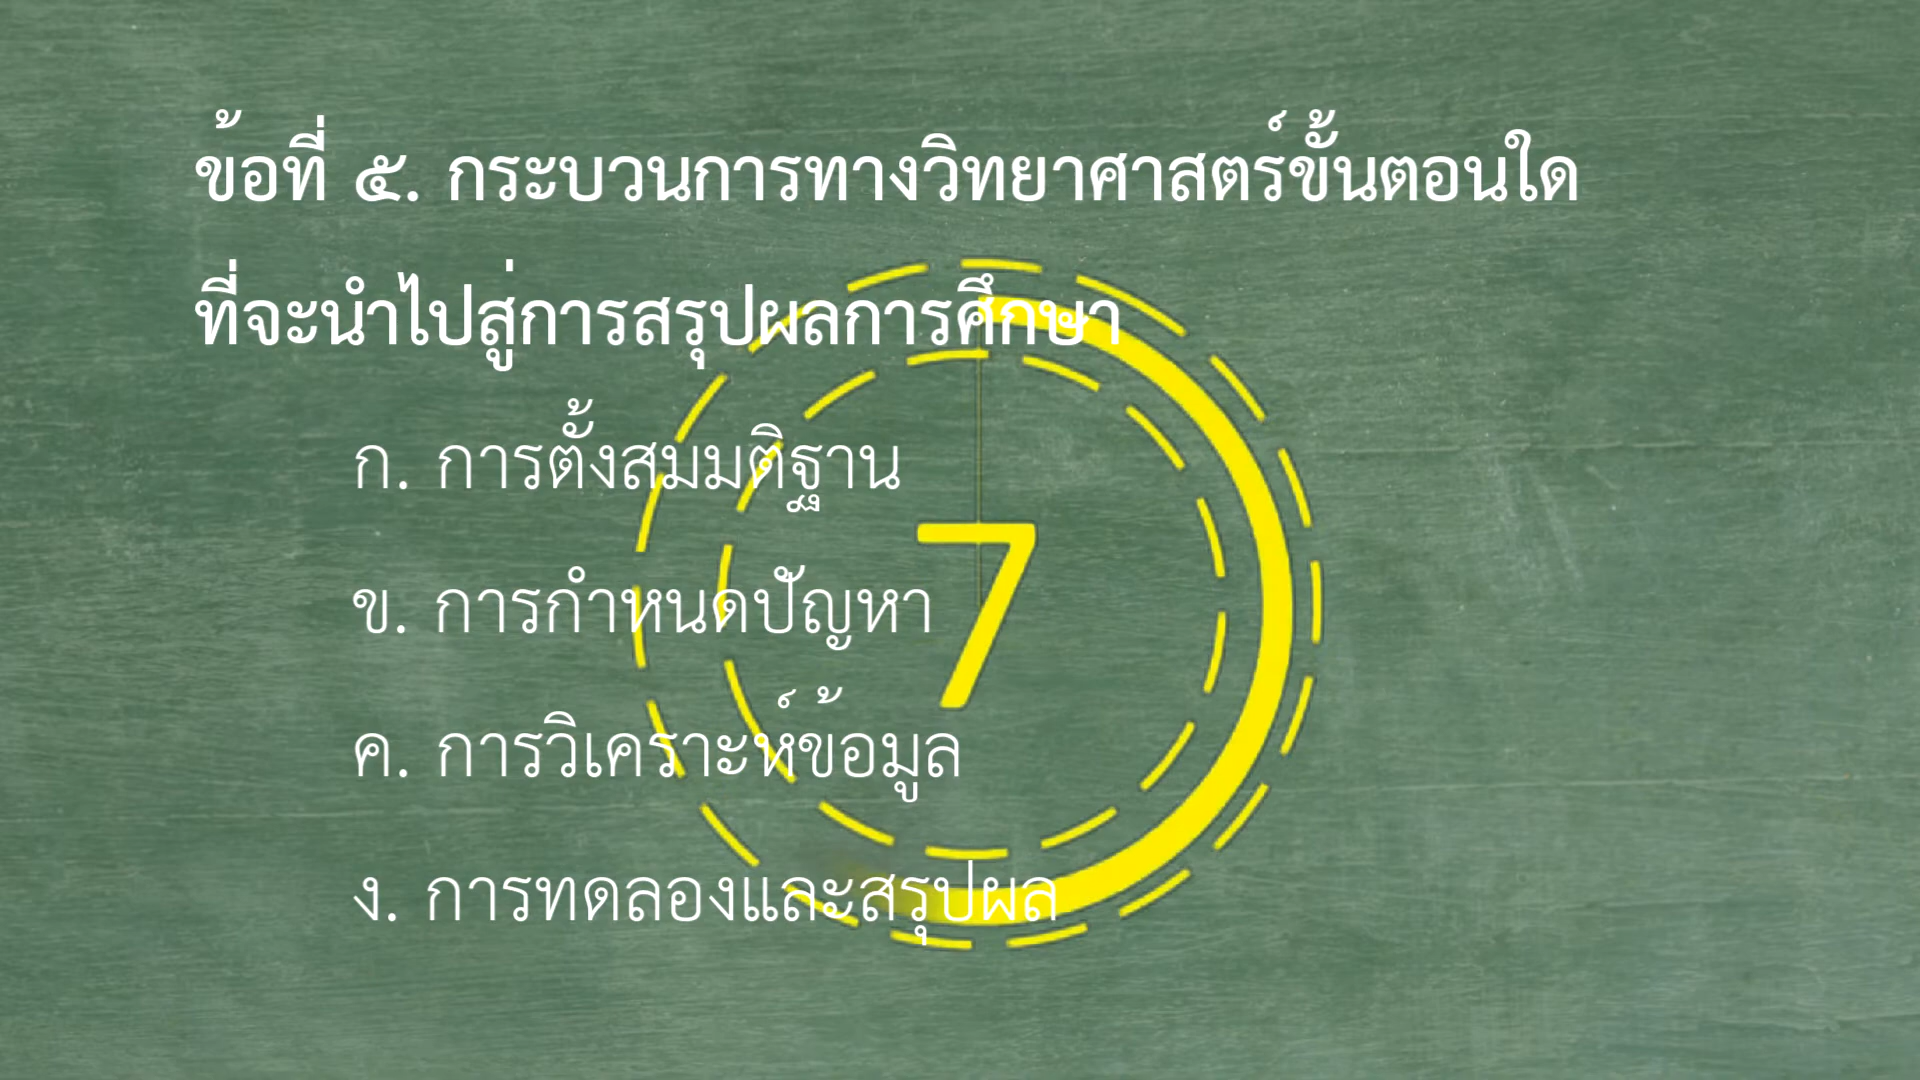 ข้อที่ ๕. กระบวนการทางวิทยาศาสตร์ขั้นตอนใด
ที่จะนำไปสู่การสรุปผลการศึกษา
ก. การตั้งสมมติฐาน
ข. การกำหนดปัญหา
7
ค. การวิเคราะห์ข้อมูล
ง. การทดลองและสรุปผล